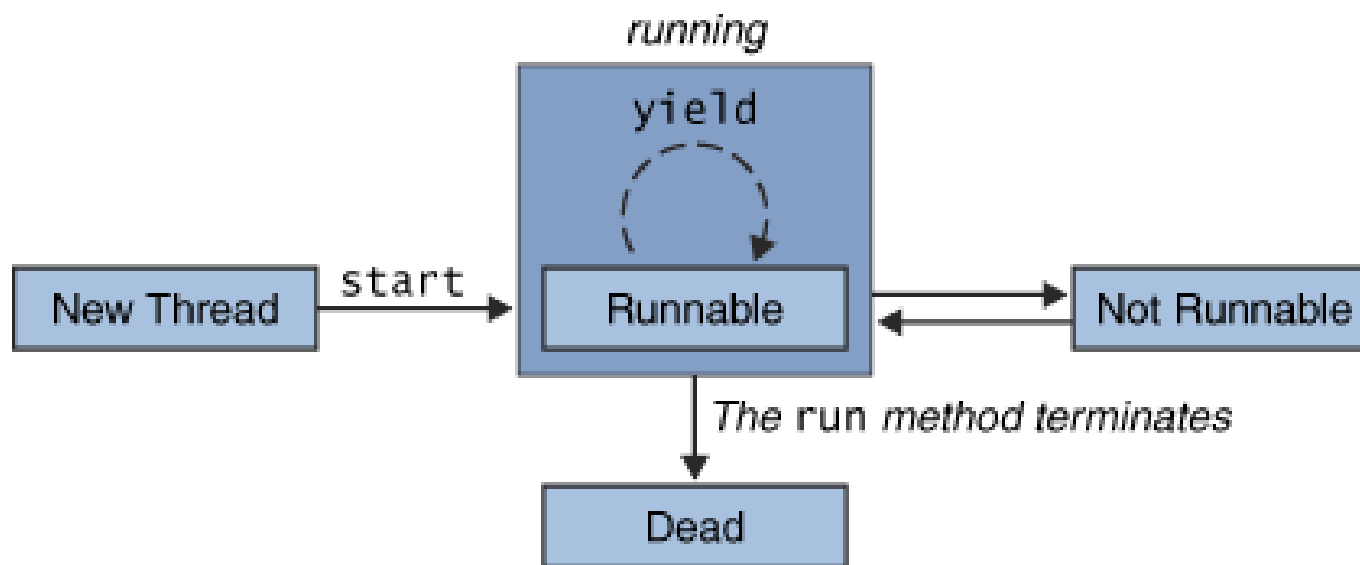 running
yield
New Thread
start
Runnable
Not Runnable
The run method terminates
Dead